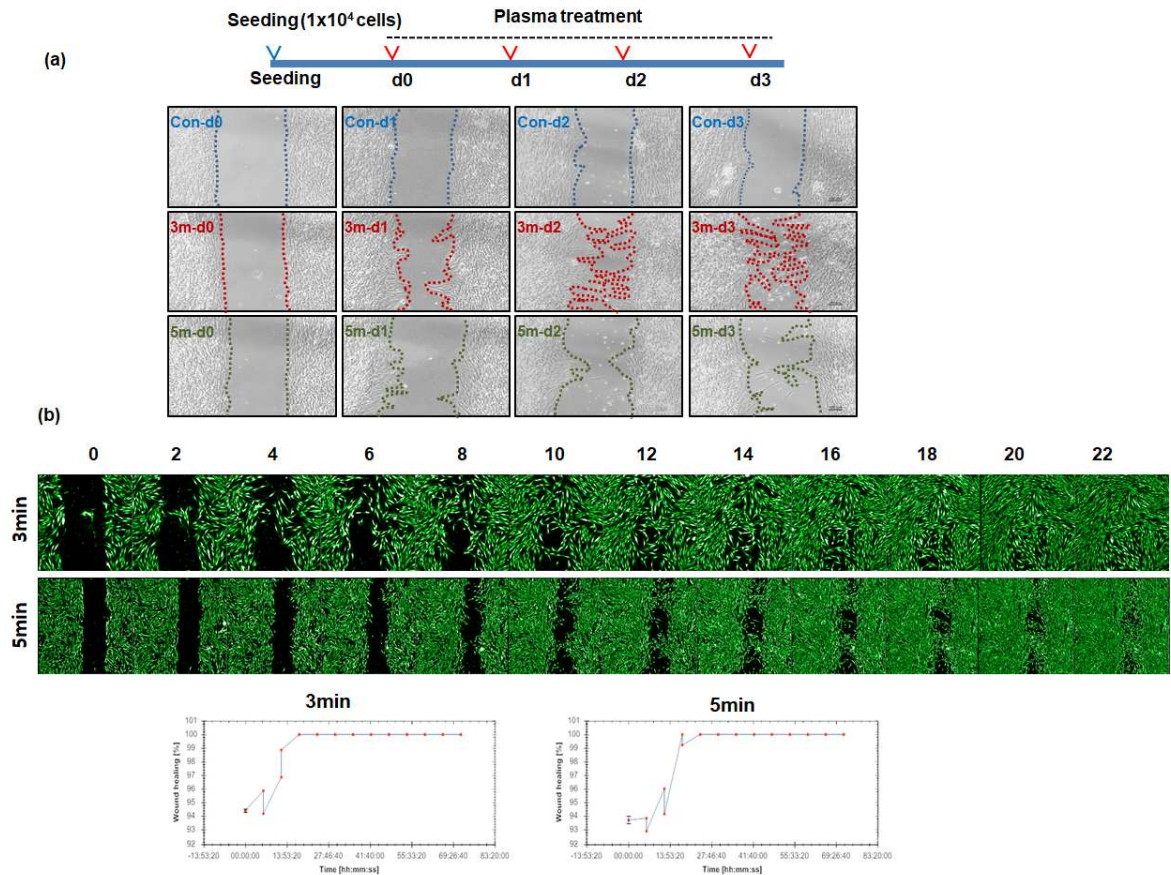 Seeding (1x10⁴ cells)
Plasma treatment
(a)
Seeding
d0
d1
d2
d3
Con-d0
Con-d1
Con-d2
Con-d3
3m-d0
3m-d1
3m-d2
3m-d3
5m-d0
5m-d1
5m-d2
5m-d3
(b)
0 2 4 6 8 10 12 14 16 18 20 22
3min
5min
3min
Wound healing [%]
101
100
99
98
96
95
94
93
92
-13:53:20 00:00:00 13:53:20 27:46:40 41:40:00 55:33:20 69:26:40 83:20:00
Time [hh:mm:ss]
5min
Wound healing [%]
101
100
99
98
96
95
94
93
92
-13:53:20 00:00:00 13:53:20 27:46:40 41:40:00 55:33:20 69:26:40 83:20:00
Time [hh:mm:ss]